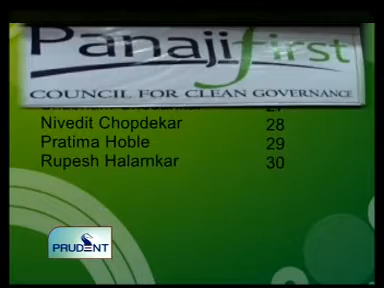 Panaji first
COUNCIL FOR CLEAN GOVERNANCE
Nivedit Chopdekar 28
Pratima Hoble 29
Rupesh Halarnkar 30
PRUDENT